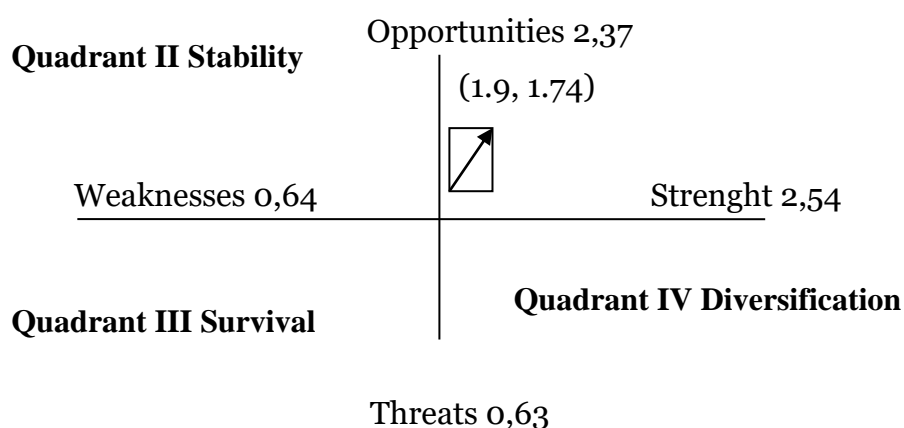 Opportunities 2,37
Quadrant II Stability
(1.9, 1.74)
Weaknesses 0,64
Strenght 2,54
Quadrant IV Diversification
Quadrant III Survival
Threats 0,63